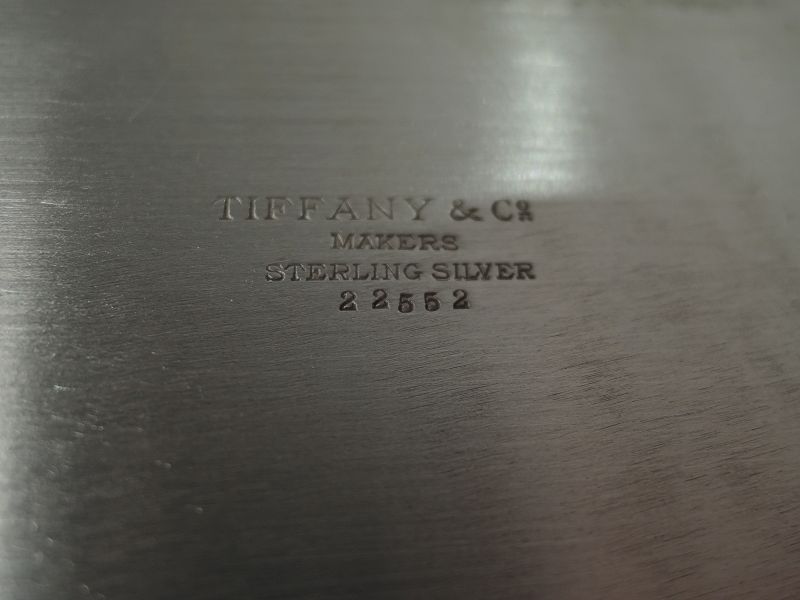 TIFFANY & Co.
MAKERS
STERLING SILVER
22552